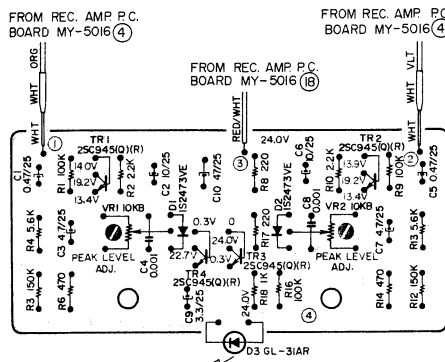 FROM REC. AMP. P.C.
BOARD MY-5016 4
FROM REC. AMP. P.C.
BOARD MY-5016 4
FROM REC. AMP. P.C.
BOARD MY-5016 18
ORG
WHT
WHT
RED/WHT
VLT
WHT
WHT
1
3
2
C1
0.47/25
TR1
2SC945(Q)(R)
R1 100K
14.0V
19.2V
13.4V
R2 2.2K
C2 10/25
C10 47/25
24.0V
R8 220
D2
1S2473VE
C6
10/25
TR2
2SC945(Q)(R)
R10 2.2K
13.9V
19.2V
13.4V
R9 100K
C5 0.47/25
R4 5.6K
C3 4.7/25
VR1 10KB
PEAK LEVEL
ADJ.
C4
0.001
D1
1S2473VE
0.3V
22.7V
TR4
2SC945(Q)(R)
0
24.0V
0.3V
R17 220
TR3
2SC945(Q)(R)
C8
0.001
VR2 10KB
PEAK LEVEL
ADJ.
C7 4.7/25
R13 5.6K
R3 150K
R6 470
C9
3.3/25
24.0V
R18 1K
R16
100K
4
R14 470
R12 150K
D3 GL-31AR